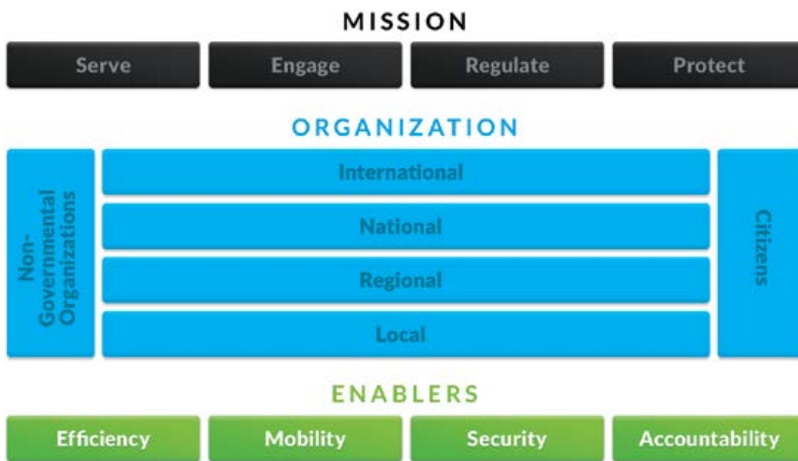 MISSION
Serve Engage Regulate Protect
ORGANIZATION
Non-
Governmental
Organizations
International
National
Regional
Local
Citizens
ENABLERS
Efficiency Mobility Security Accountability